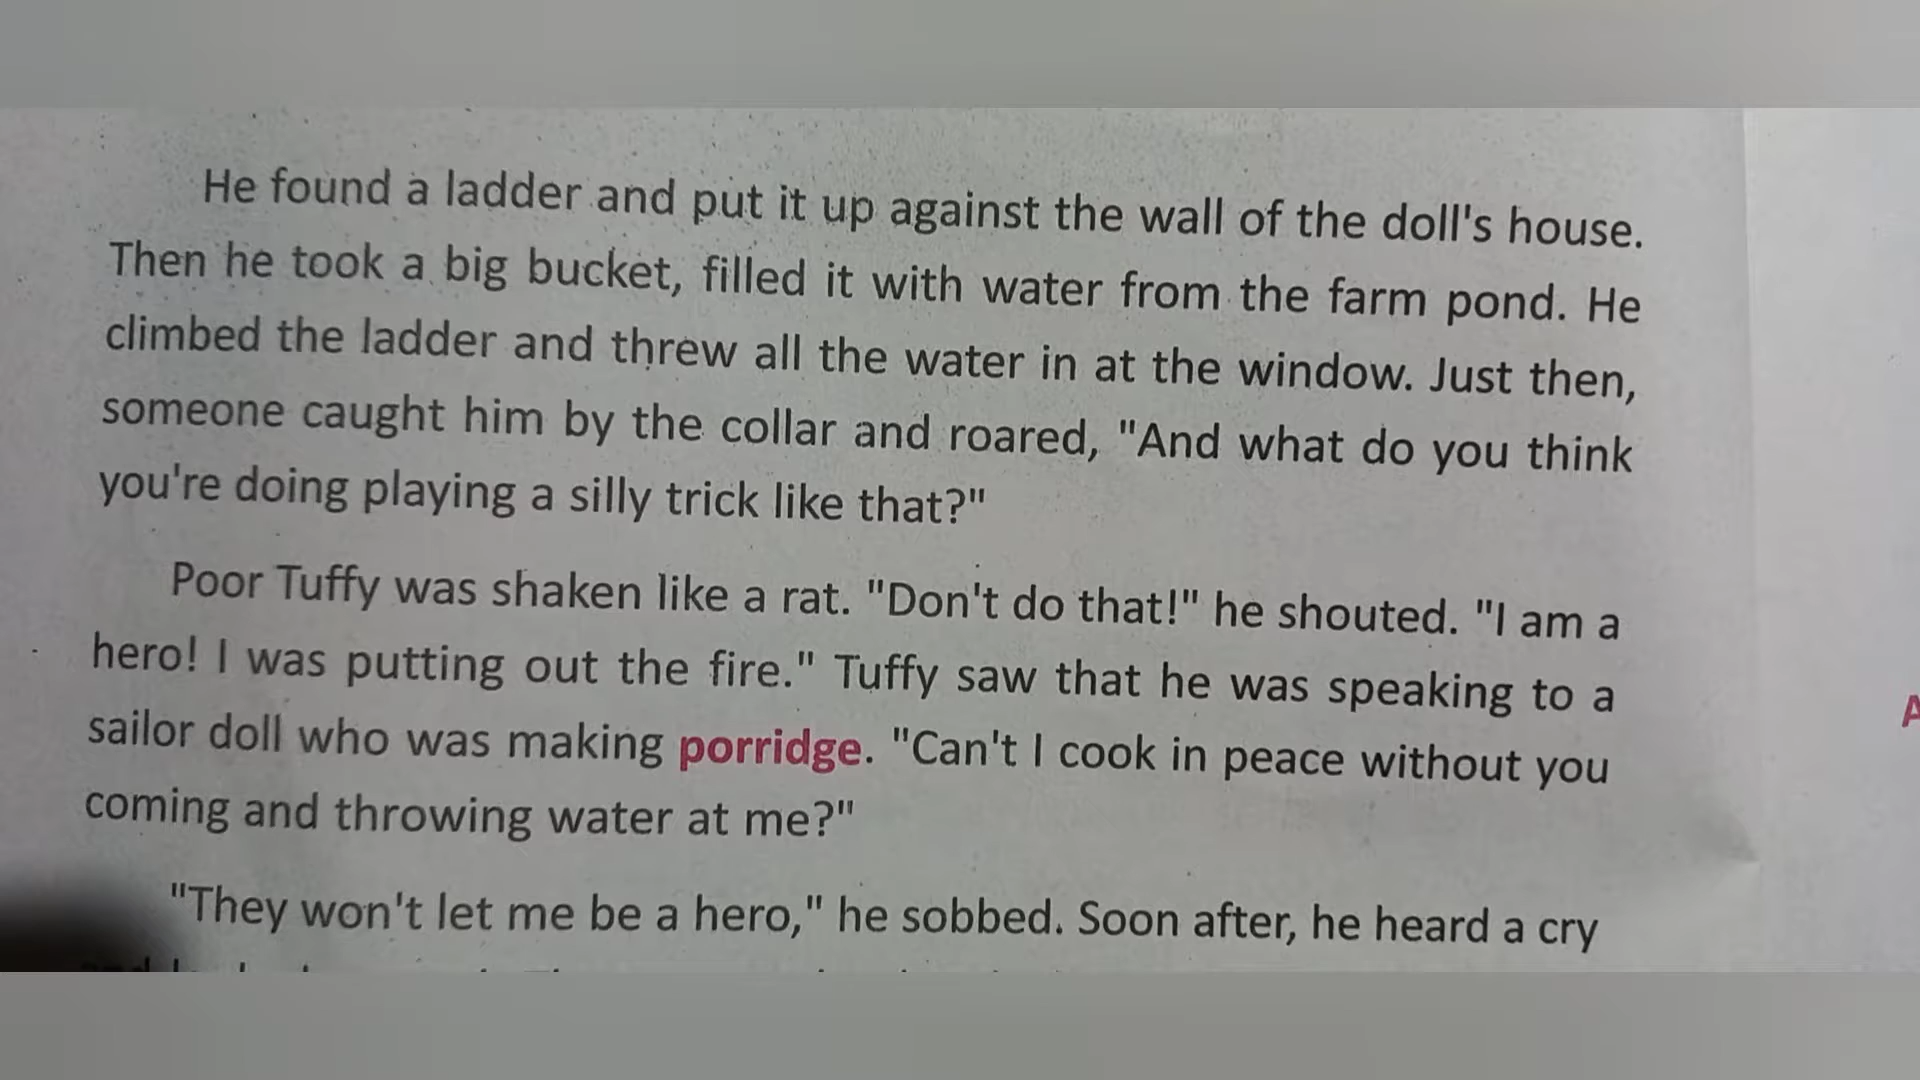 He found a ladder and put it up against the wall of the doll's house.
Then he took a big bucket, filled it with water from the farm pond. He
climbed the ladder and threw all the water in at the window. Just then,
someone caught him by the collar and roared, "And what do you think
you're doing playing a silly trick like that?"
Poor Tuffy was shaken like a rat. "Don't do that!" he shouted. "I am a
hero! I was putting out the fire." Tuffy saw that he was speaking to a
sailor doll who was making porridge. "Can't I cook in peace without you
coming and throwing water at me?"
"They won't let me be a hero," he sobbed. Soon after, he heard a cry